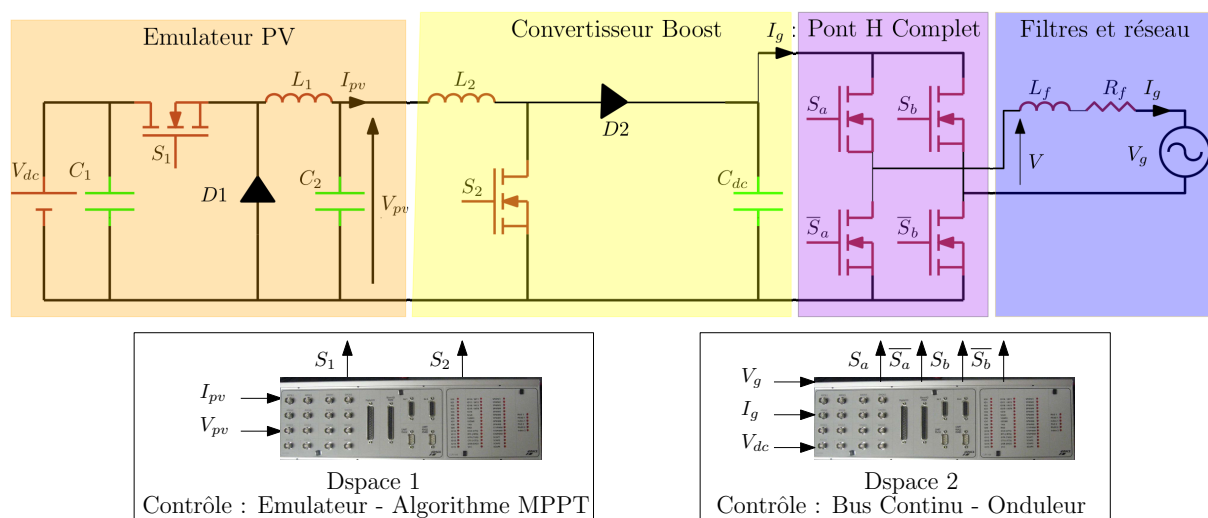 Emulateur PV
Convertisseur Boost
I_g :
Pont H Complet
Filtres et réseau
L_1
I_pv
L_2
D2
S_a
S_b
L_f
R_f
I_g
S_1
V_dc
C_1
D1
C_2
V_pv
S_2
C_dc
V
V_g
S̅_a
S̅_b
S_1
S_2
I_pv
V_pv
Dspace 1
Contrôle : Emulateur - Algorithme MPPT
S_a
S̅_a
S_b
S̅_b
V_g
I_g
V_dc
Dspace 2
Contrôle : Bus Continu - Onduleur